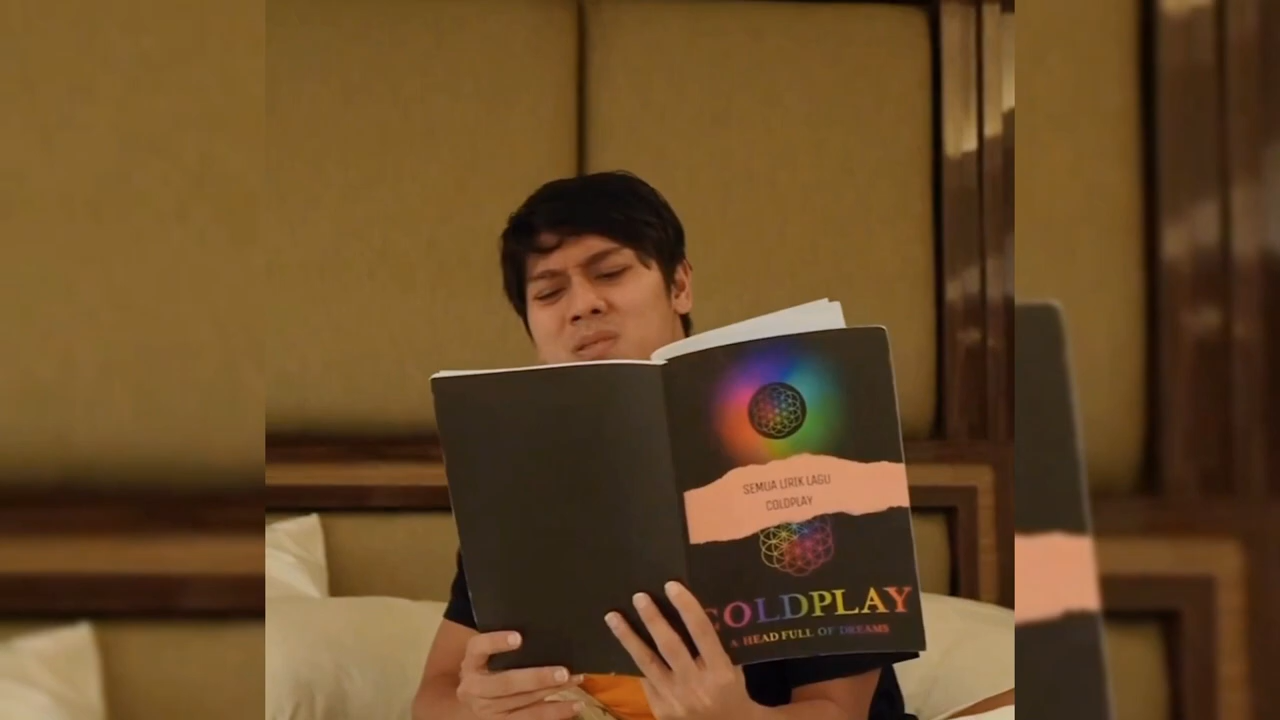 SEMUA LIRIK LAGU
COLDPLAY
COLDPLAY
A HEAD FULL OF DREAMS